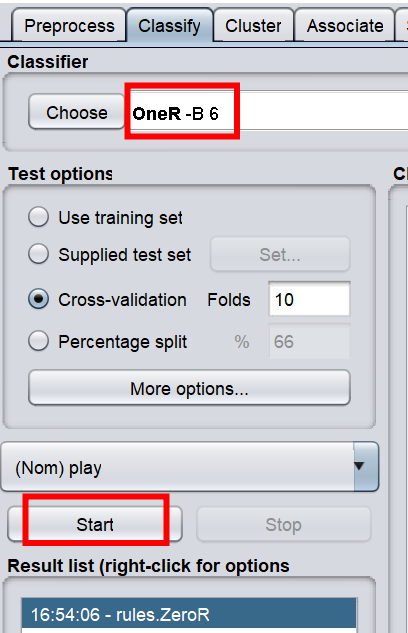 Preprocess Classify Cluster Associate
Classifier
Choose OneR -B 6
Test options
Use training set
Supplied test set Set...
Cross-validation Folds 10
Percentage split % 66
More options...
(Nom) play
Start Stop
Result list (right-click for options
16:54:06 - rules.ZeroR